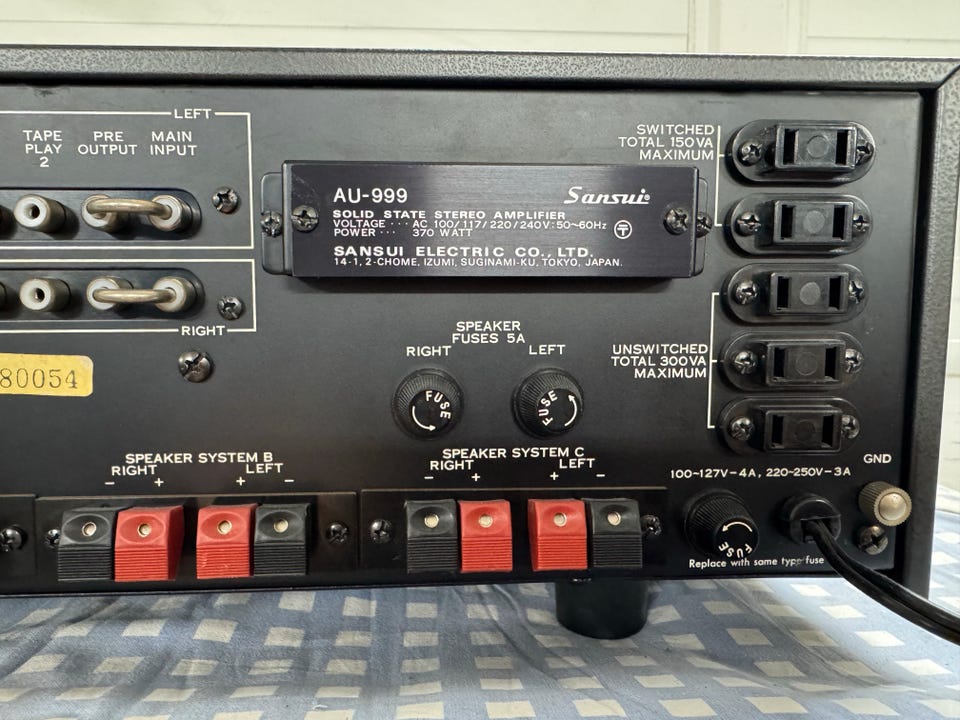 LEFT
TAPE PLAY 2
PRE OUTPUT
MAIN INPUT
SWITCHED
TOTAL 150VA
MAXIMUM
AU-999 Sansui®
SOLID STATE STEREO AMPLIFIER
VOLTAGE ··· AC 100/117/220/240V: 50~60Hz
POWER ··· 370 WATT
SANSUI ELECTRIC CO., LTD.
14-1, 2-CHOME, IZUMI, SUGINAMI-KU, TOKYO, JAPAN.
RIGHT
80054
SPEAKER
FUSES 5A
RIGHT LEFT
FUSE FUSE
UNSWITCHED
TOTAL 300VA
MAXIMUM
SPEAKER SYSTEM B
RIGHT LEFT
− + + −
SPEAKER SYSTEM C
RIGHT LEFT
− + + −
100-127V-4A, 220-250V-3A
GND
FUSE
Replace with same type fuse